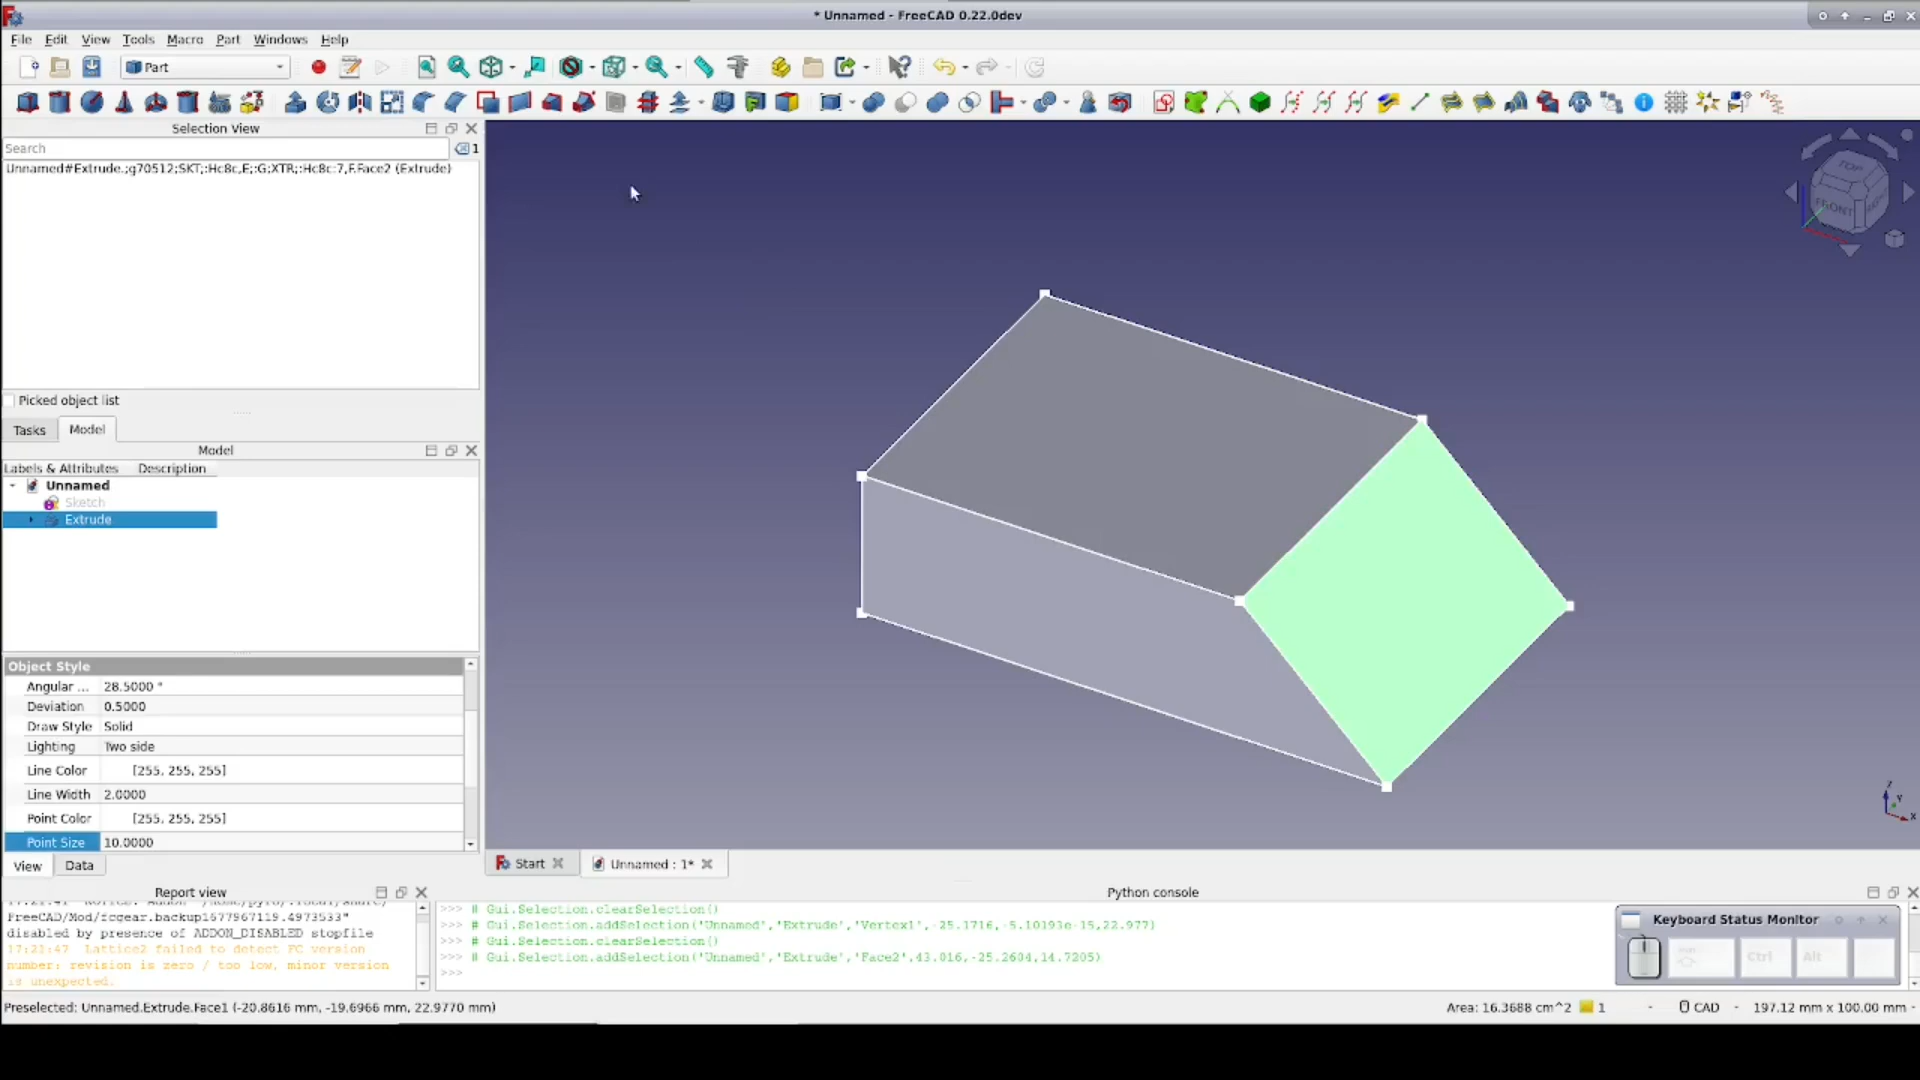 * Unnamed - FreeCAD 0.22.0dev
File Edit View Tools Macro Part Windows Help
Part
Selection View
Search
1
Unnamed#Extrude.;g70512;SKT;:Hc8c,E;:G;XTR;:Hc8c:7,F.Face2 (Extrude)
Picked object list
Tasks Model
Model
Labels & Attributes Description
Unnamed
Sketch
Extrude
Object Style
Angular ... 28.5000 °
Deviation 0.5000
Draw Style Solid
Lighting Two side
Line Color [255, 255, 255]
Line Width 2.0000
Point Color [255, 255, 255]
Point Size 10.0000
View Data
TOP
FRONT
Z
Y
X
Start
Unnamed : 1*
Report view
FreeCAD/Mod/fcgear.backup1677967119.4973533"
disabled by presence of ADDON_DISABLED stopfile
17:21:47 Lattice2 failed to detect FC version
number: revision is zero / too low, minor version
is unexpected.
Python console
>>> # Gui.Selection.clearSelection()
>>> # Gui.Selection.addSelection('Unnamed','Extrude','Vertex1',-25.1716,-5.10193e-15,22.977)
>>> # Gui.Selection.clearSelection()
>>> # Gui.Selection.addSelection('Unnamed','Extrude','Face2',43.016,-25.2604,14.7205)
>>>
Keyboard Status Monitor
Ctrl
Alt
Preselected: Unnamed.Extrude.Face1 (-20.8616 mm, -19.6966 mm, 22.9770 mm)
Area: 16.3688 cm^2 1 - CAD - 197.12 mm x 100.00 mm -